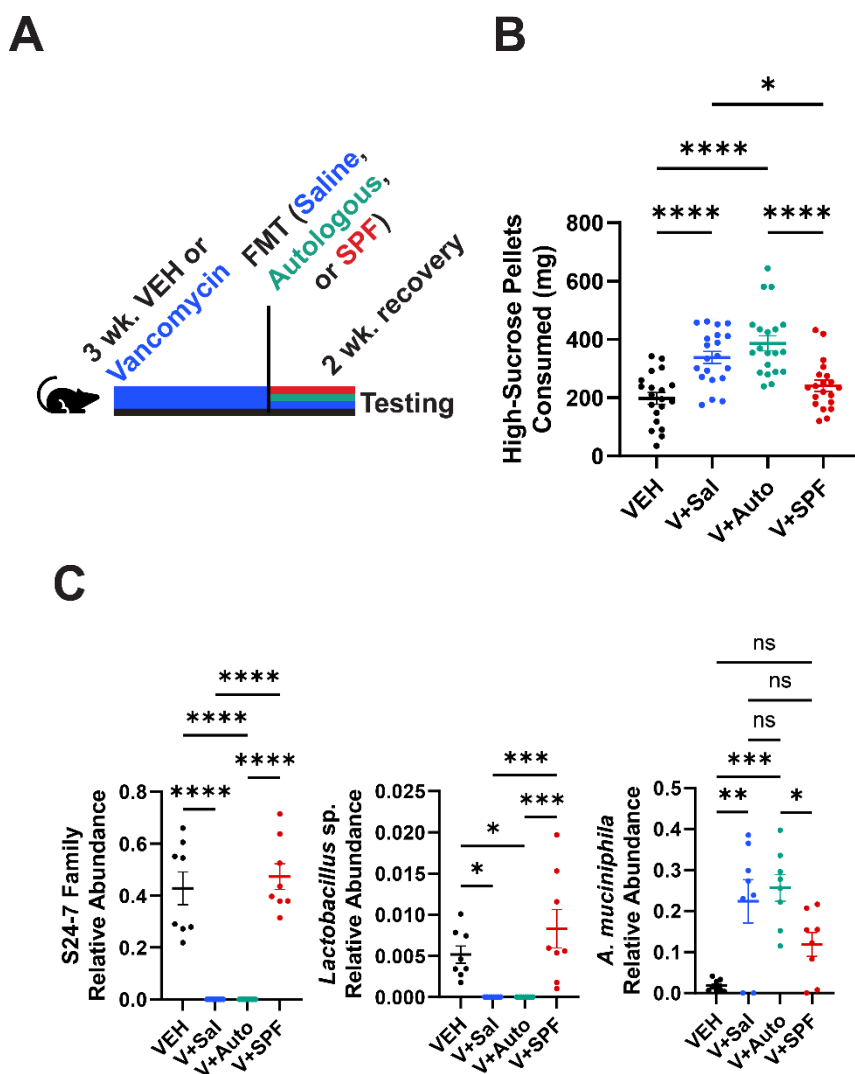 A
3 wk. VEH or
Vancomycin
FMT (Saline,
Autologous,
or SPF)
2 wk. recovery
Testing
B
*
****
**** ****
High-Sucrose Pellets
Consumed (mg)
800
600
400
200
0
VEH
V+Sal
V+Auto
V+SPF
C
****
****
****
****
S24-7 Family
Relative Abundance
0.8
0.6
0.4
0.2
0.0
VEH
V+Sal
V+Auto
V+SPF
***
***
*
*
Lactobacillus sp.
Relative Abundance
0.025
0.020
0.015
0.010
0.005
0.000
VEH
V+Sal
V+Auto
V+SPF
ns
ns
ns
***
** *
A. muciniphila
Relative Abundance
0.5
0.4
0.3
0.2
0.1
0.0
VEH
V+Sal
V+Auto
V+SPF